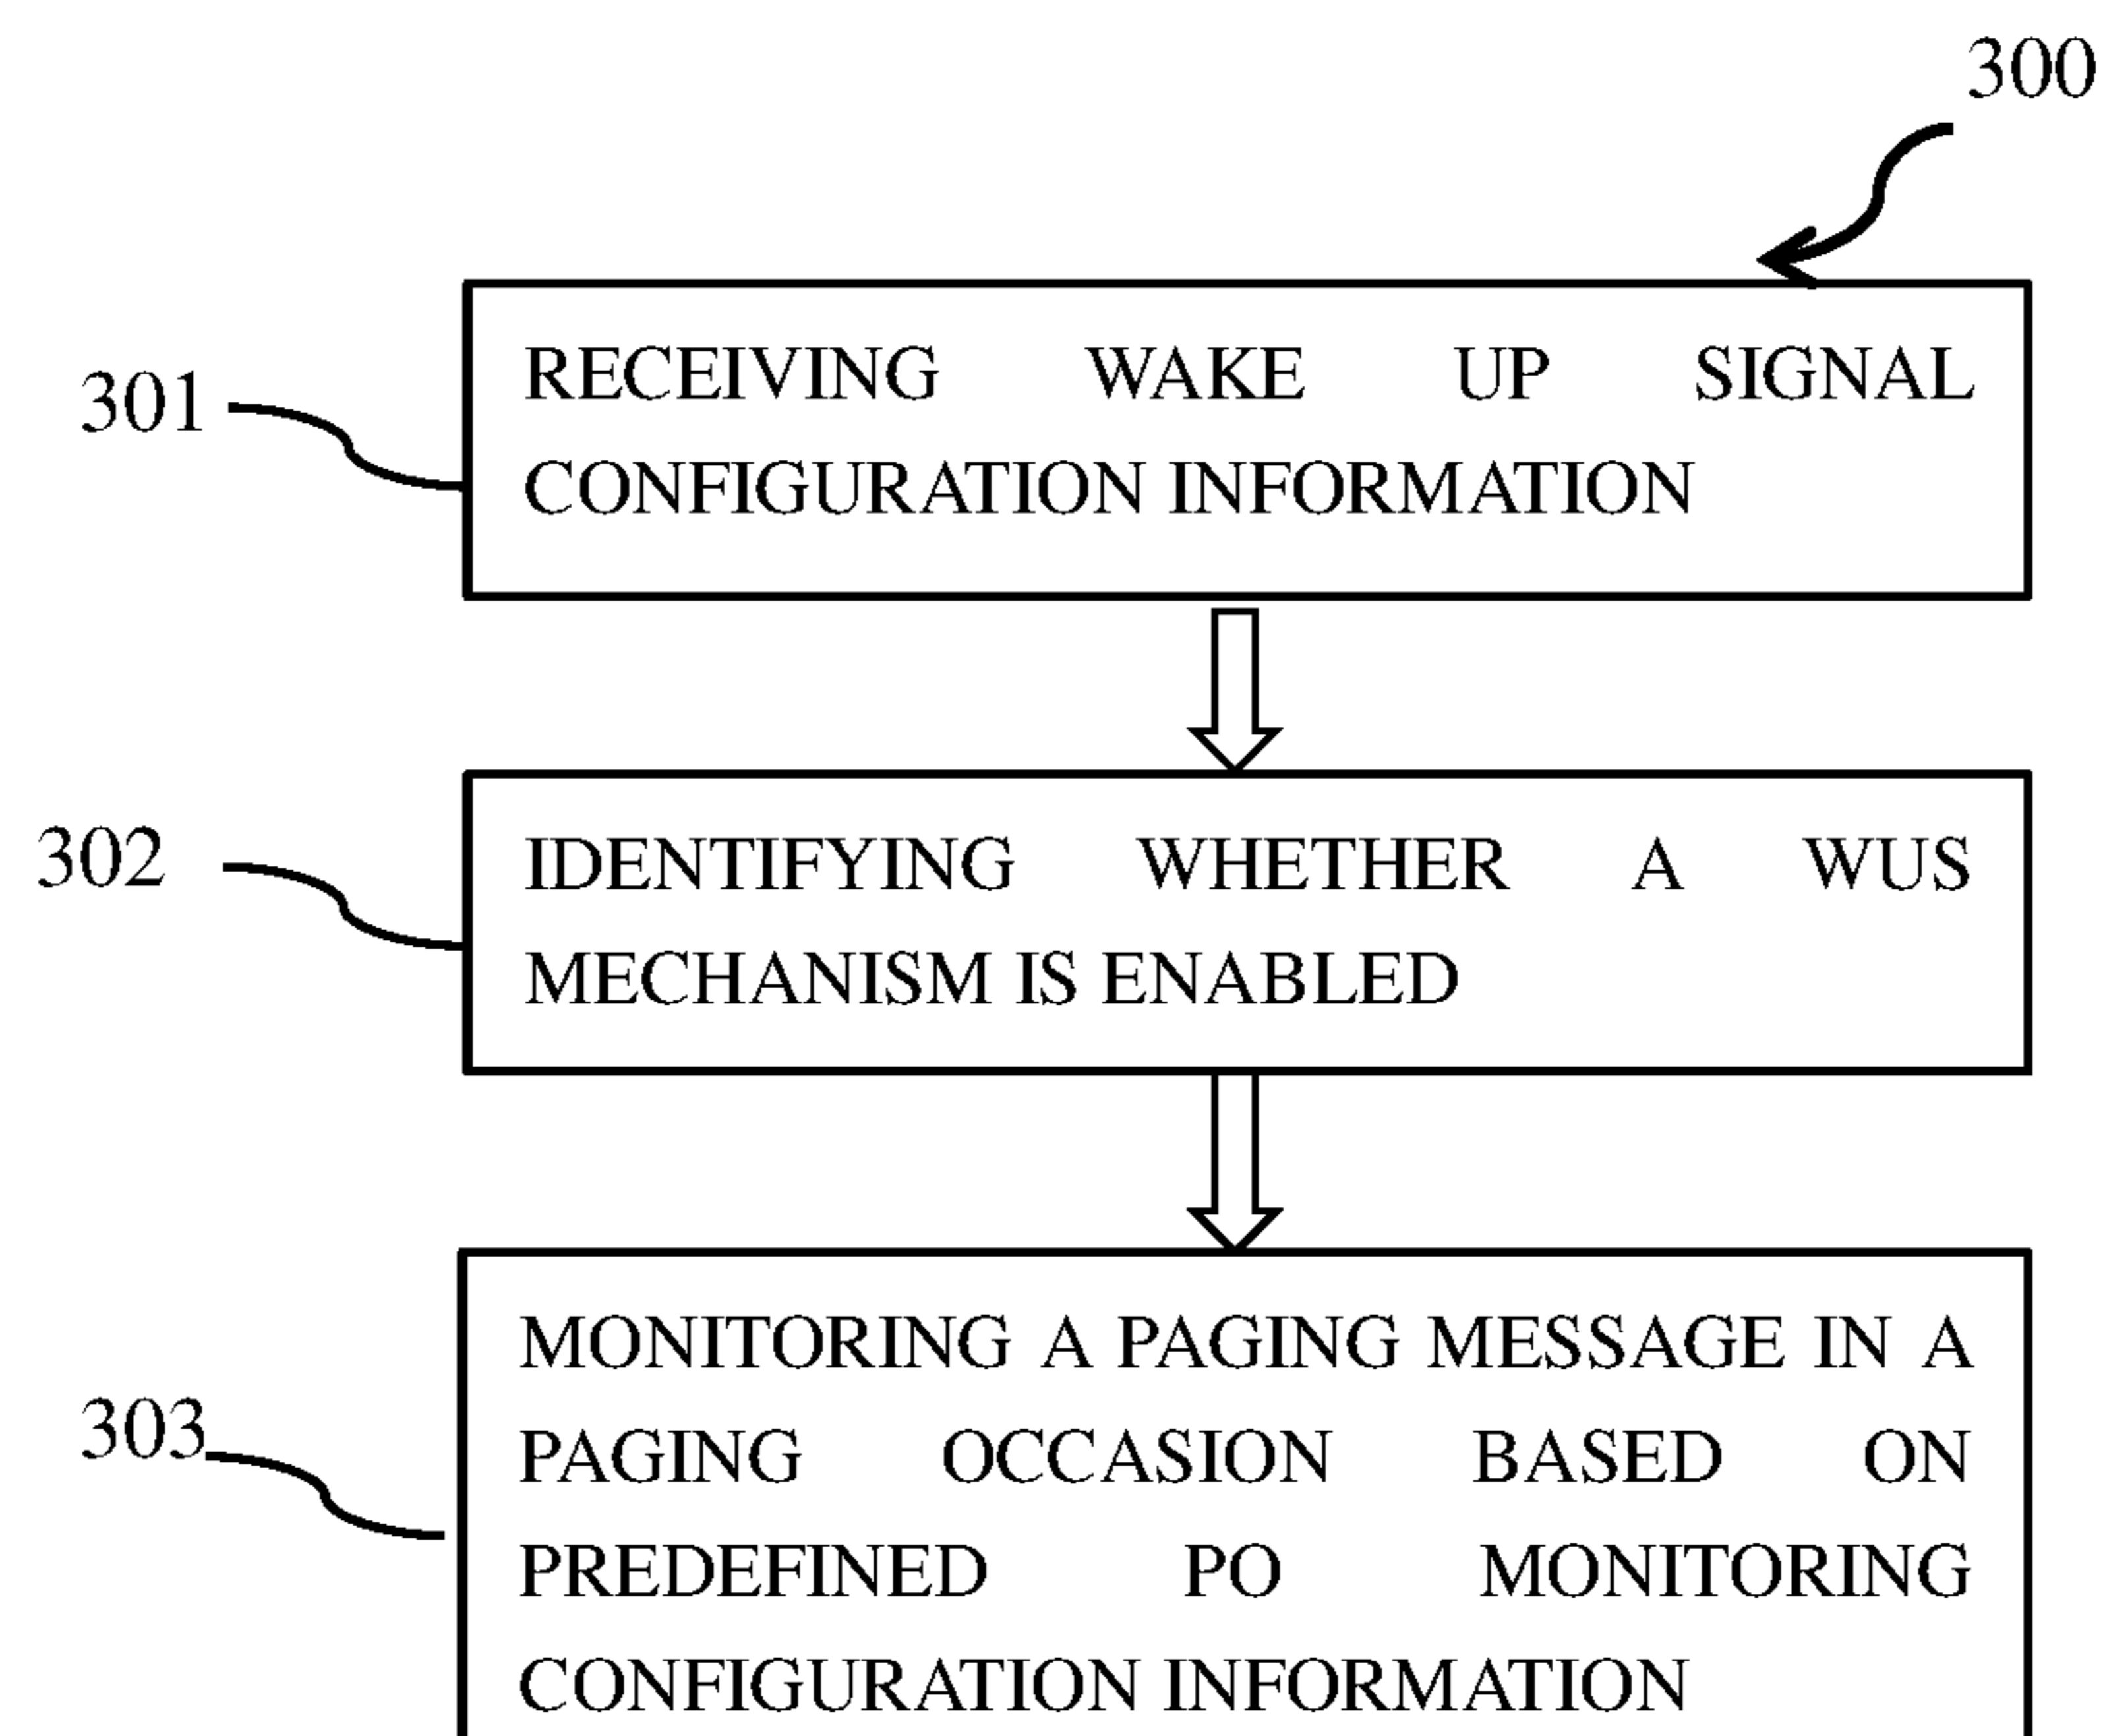 300
301
RECEIVING WAKE UP SIGNAL
CONFIGURATION INFORMATION
302
IDENTIFYING WHETHER A WUS
MECHANISM IS ENABLED
303
MONITORING A PAGING MESSAGE IN A
PAGING OCCASION BASED ON
PREDEFINED PO MONITORING
CONFIGURATION INFORMATION